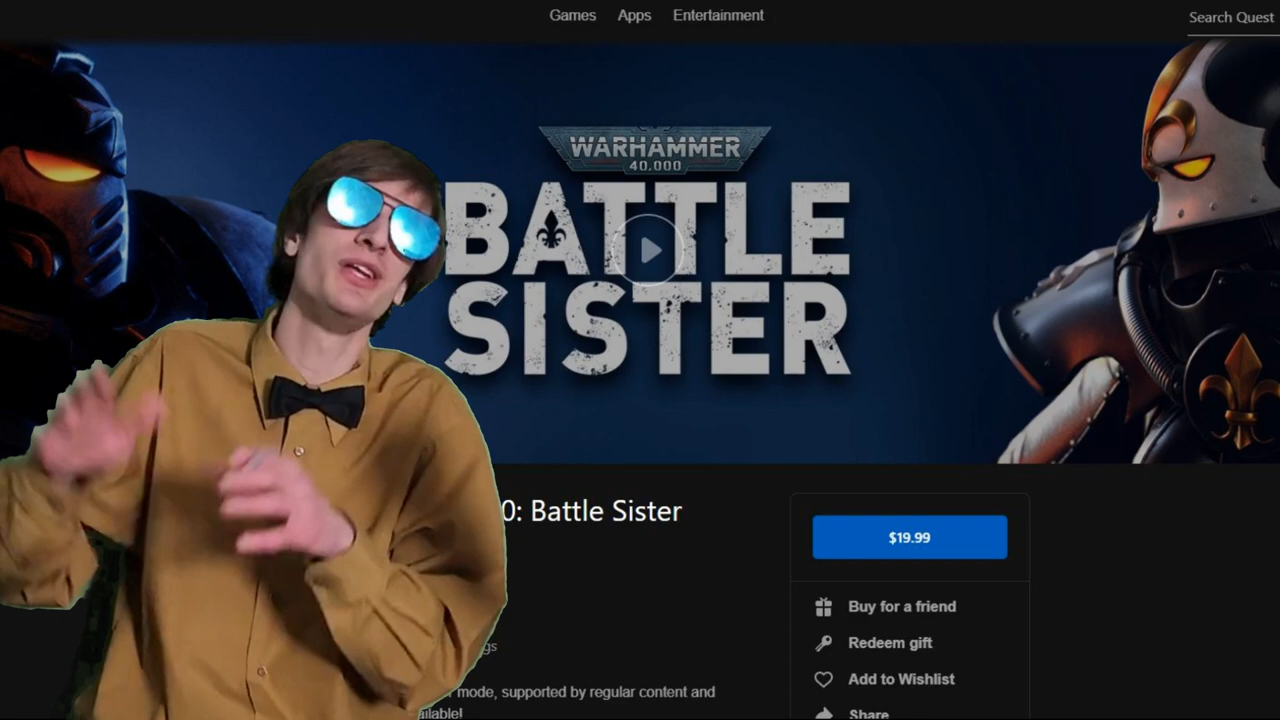 Games Apps Entertainment
Search Quest
WARHAMMER
40,000
BATTLE
SISTER
0: Battle Sister
$19.99
Buy for a friend
Redeem gift
Add to Wishlist
gs
mode, supported by regular content and
Share
ailable!